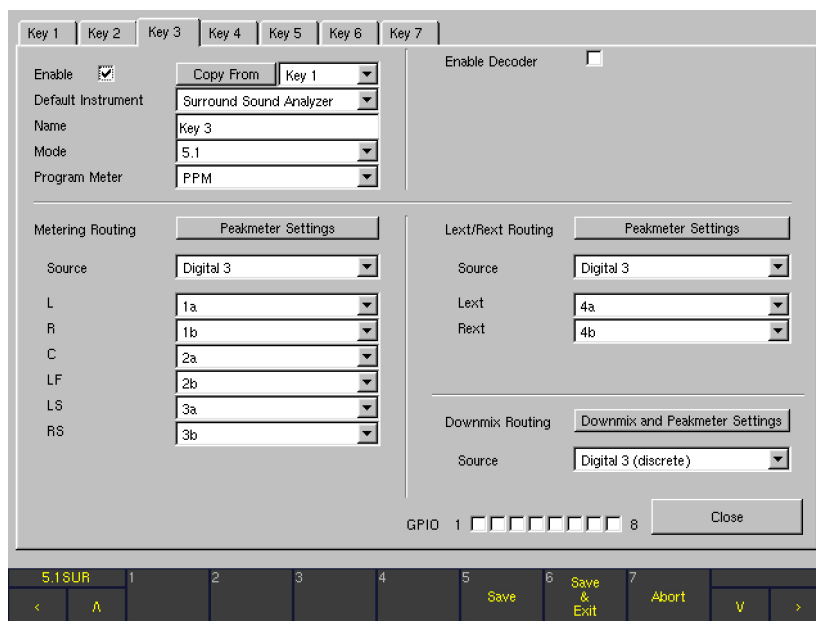 Key 1 Key 2 Key 3 Key 4 Key 5 Key 6 Key 7
Enable Copy From Key 1
Default Instrument Surround Sound Analyzer
Name Key 3
Mode 5.1
Program Meter PPM
Enable Decoder
Metering Routing Peakmeter Settings
Source Digital 3
L 1a
R 1b
C 2a
LF 2b
LS 3a
RS 3b
Lext/Rext Routing Peakmeter Settings
Source Digital 3
Lext 4a
Rext 4b
Downmix Routing Downmix and Peakmeter Settings
Source Digital 3 (discrete)
GPIO 1 8 Close
5.1SUR 1 2 3 4 5 6 7
< Λ Save Save & Exit Abort V >